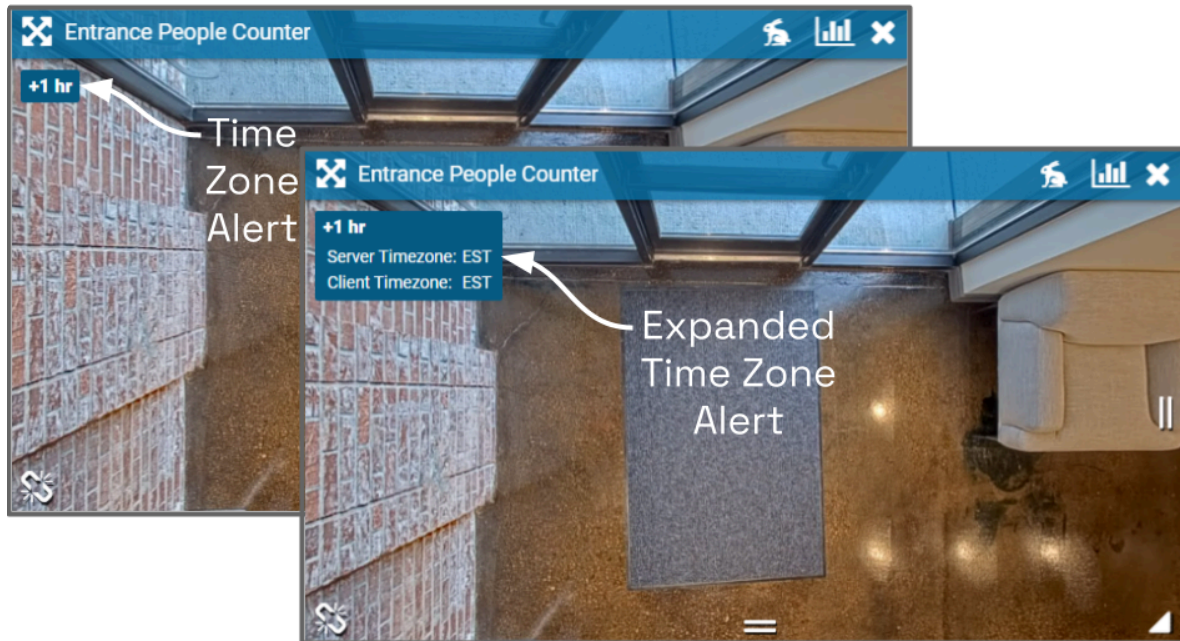 Entrance People Counter
+1 hr
Time
Zone
Alert
Entrance People Counter
+1 hr
Server Timezone: EST
Client Timezone: EST
Expanded
Time Zone
Alert